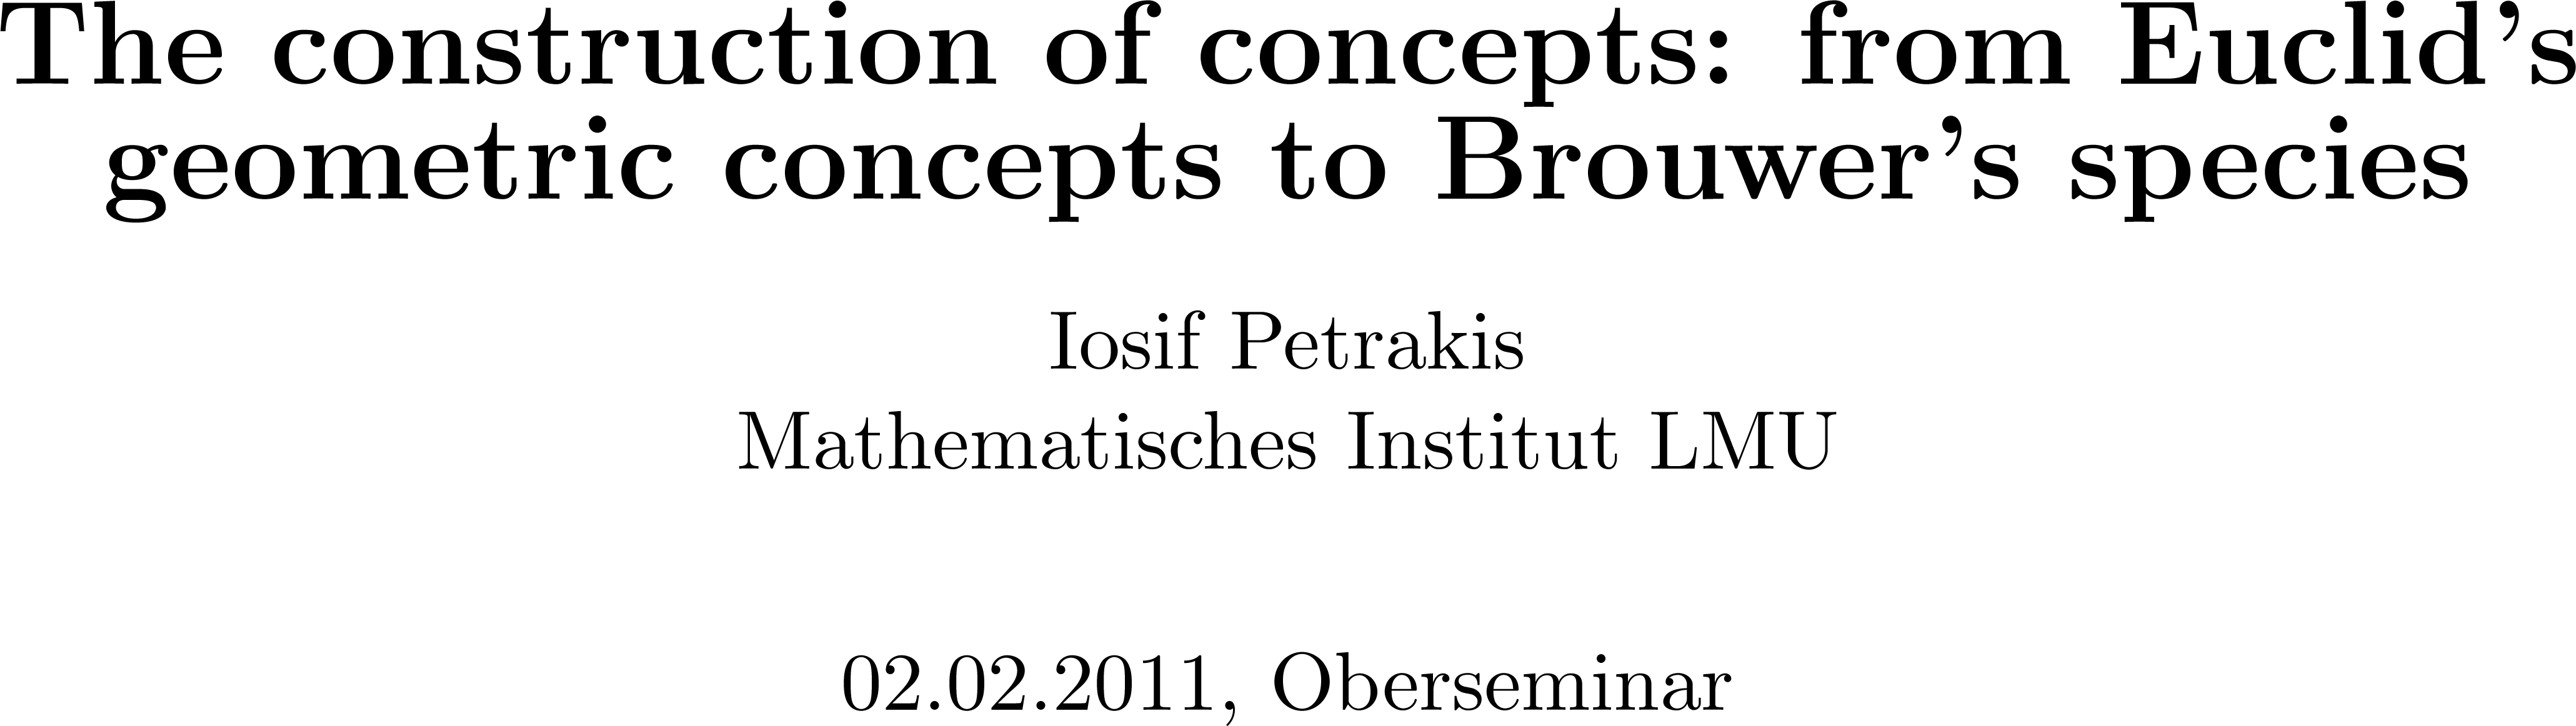 The construction of concepts: from Euclid's
geometric concepts to Brouwer's species
Iosif Petrakis
Mathematisches Institut LMU
02.02.2011, Oberseminar